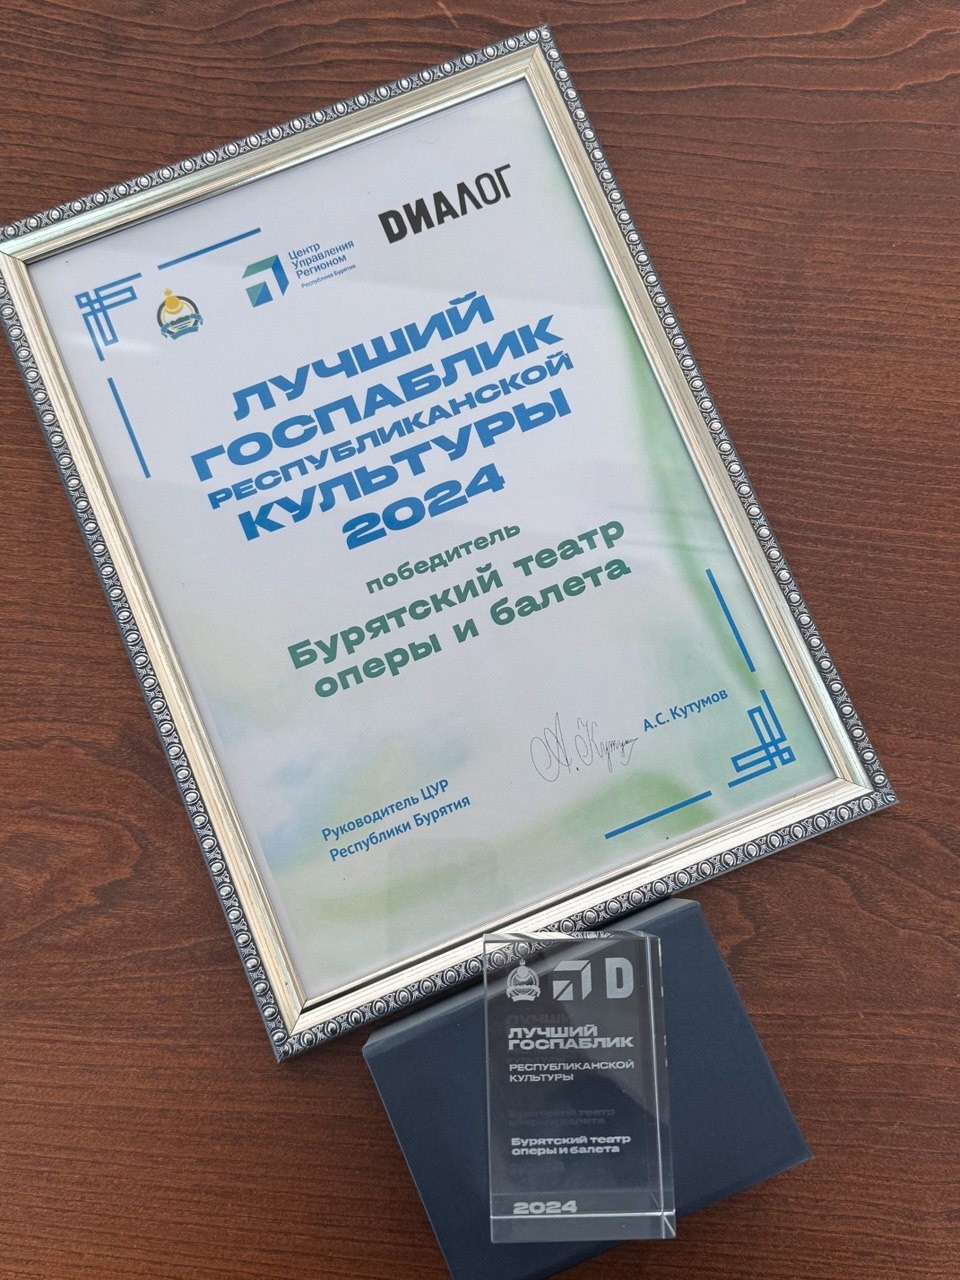 DИАЛОГ
Центр
Управления
Регионом
Республика Бурятия
ЛУЧШИЙ
ГОСПАБЛИК
РЕСПУБЛИКАНСКОЙ
КУЛЬТУРЫ
2024
победитель
Бурятский театр
оперы и балета
А.С. Кутумов
Руководитель ЦУР
Республики Бурятия
D
ЛУЧШИЙ
ГОСПАБЛИК
РЕСПУБЛИКАНСКОЙ
КУЛЬТУРЫ
Бурятский театр
оперы и балета
2024